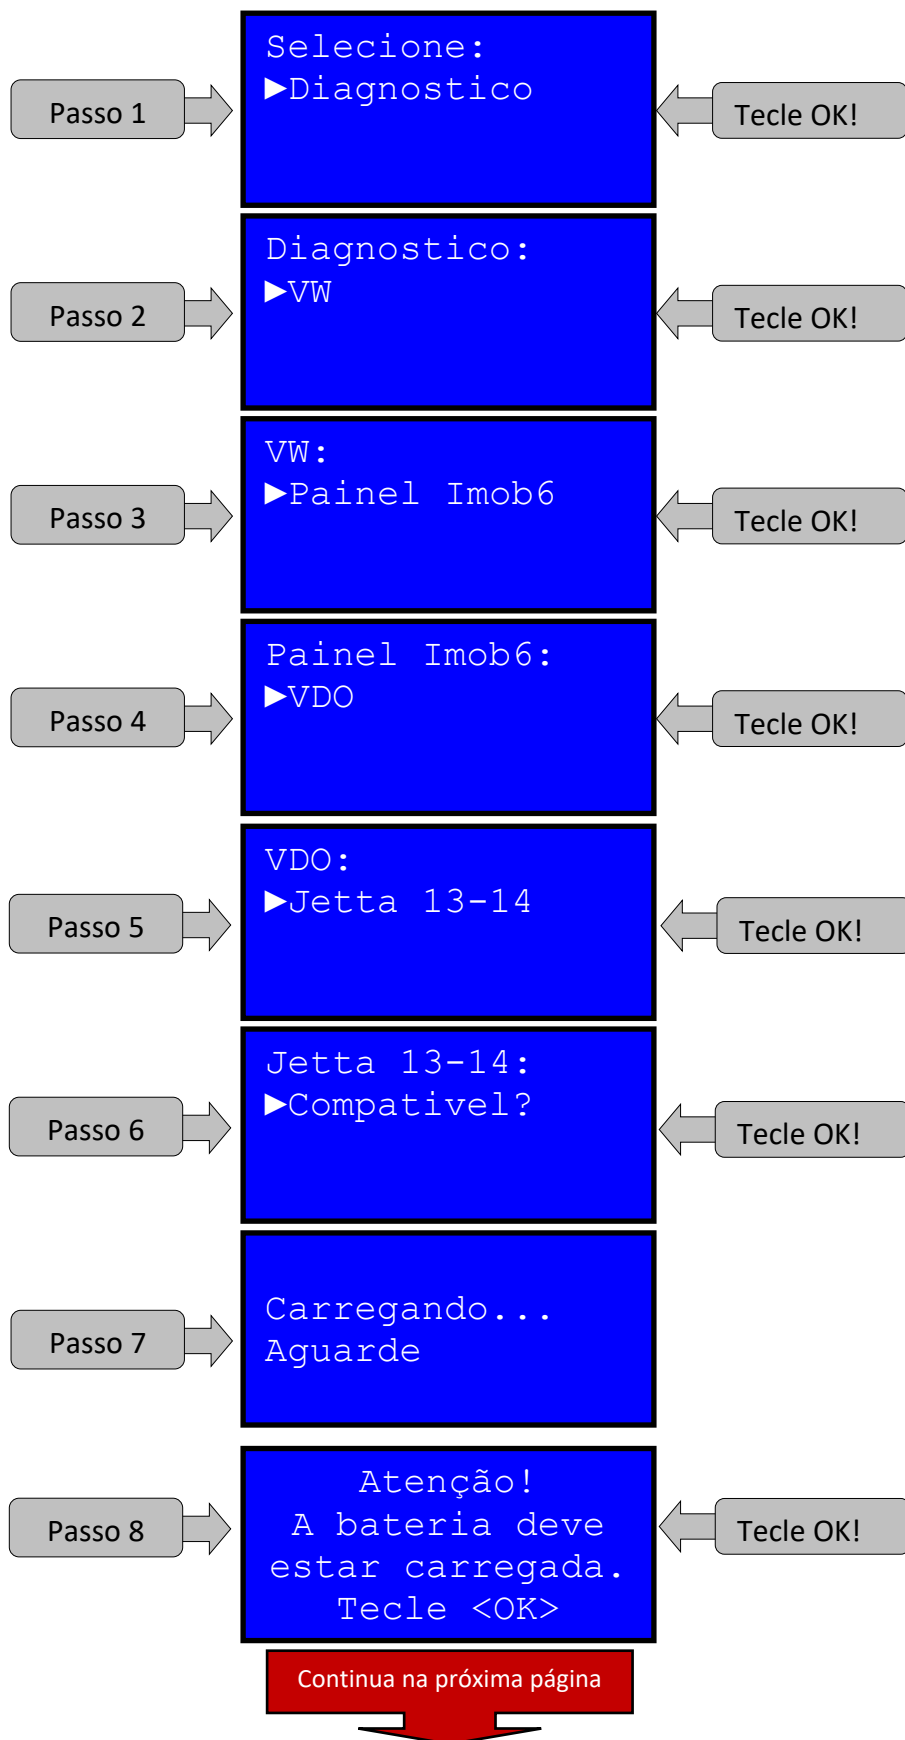 Selecione:
Passo 1
►Diagnostico
Tecle OK!
Diagnostico:
Passo 2
►VW
Tecle OK!
VW:
Passo 3
►Painel Imob6
Tecle OK!
Painel Imob6:
Passo 4
►VDO
Tecle OK!
VDO:
Passo 5
►Jetta 13-14
Tecle OK!
Jetta 13-14:
Passo 6
►Compativel?
Tecle OK!
Passo 7
Carregando...
Aguarde
Passo 8
Atenção!
A bateria deve
estar carregada.
Tecle <OK>
Tecle OK!
Continua na próxima página